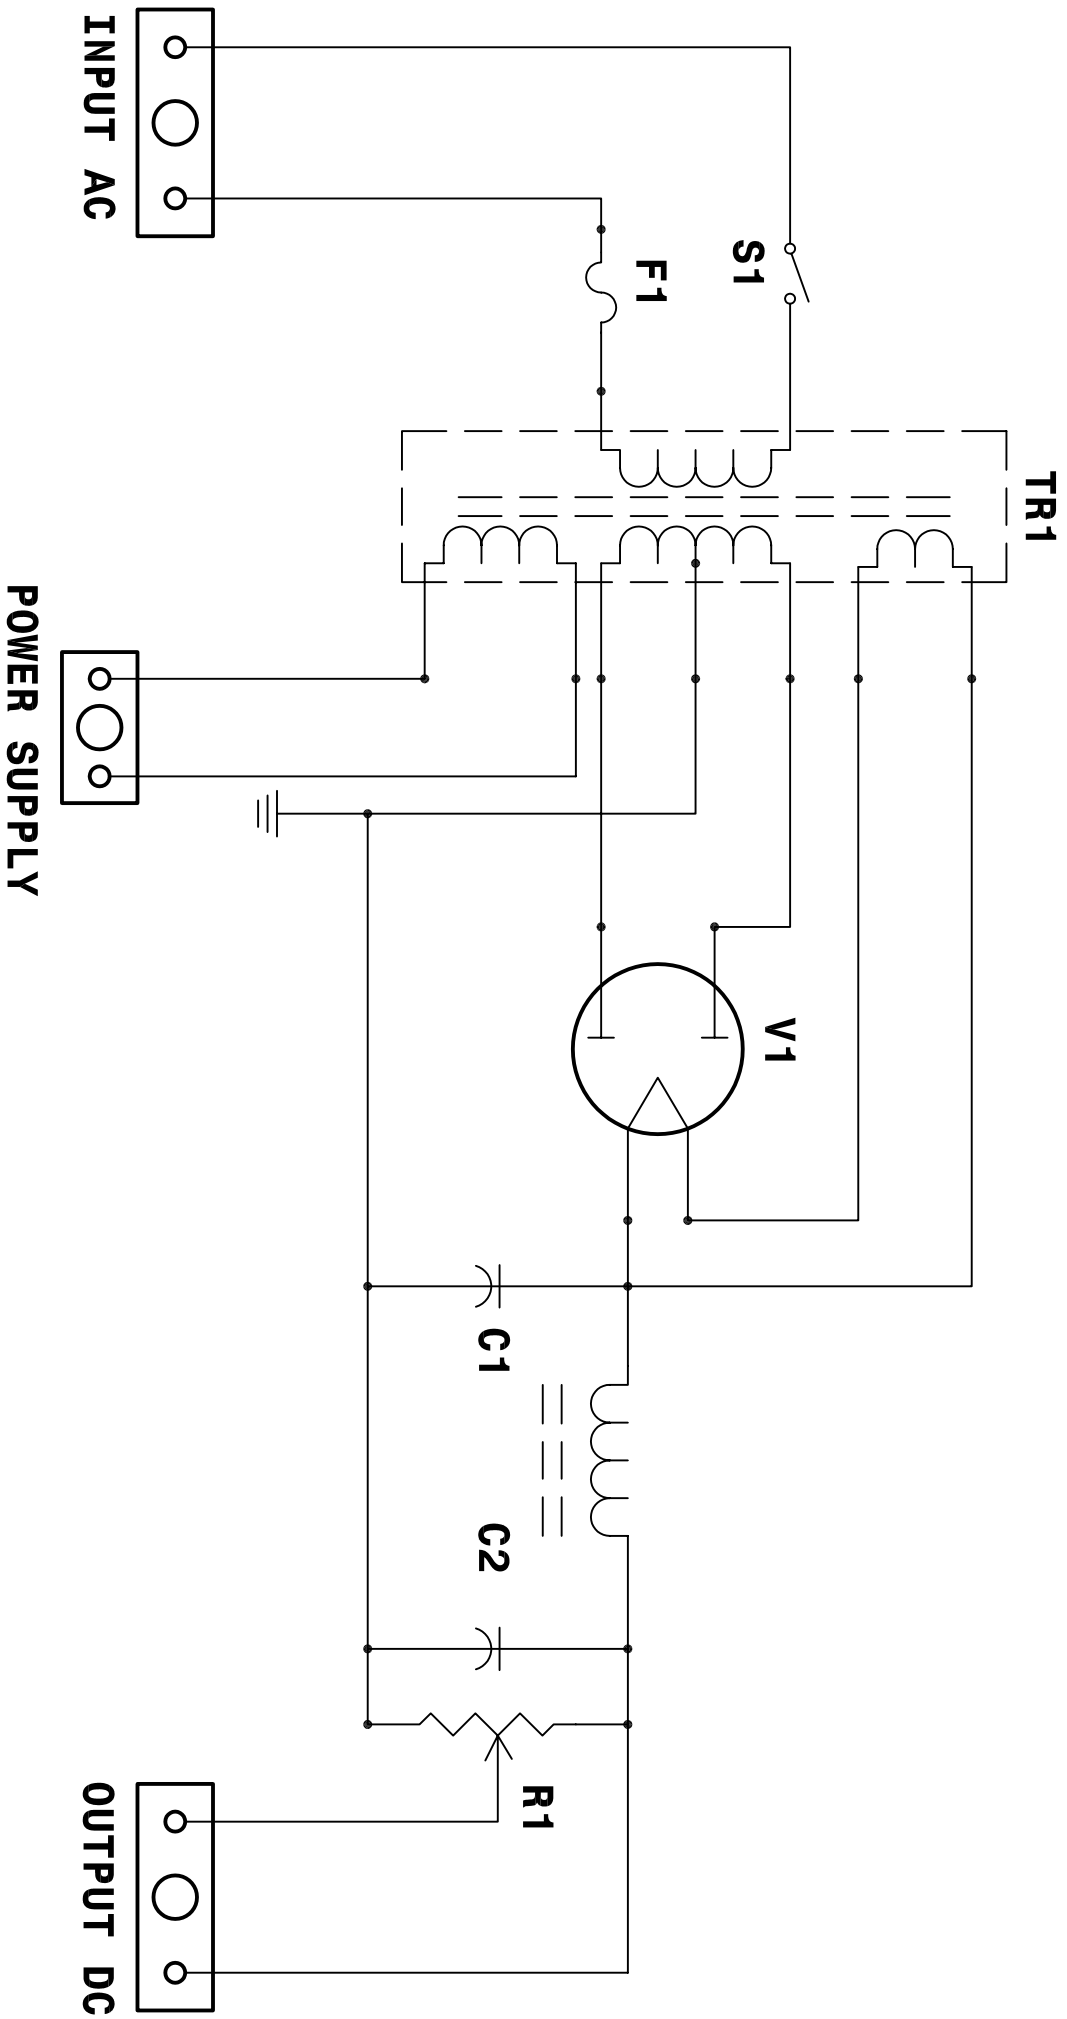 TR1
S1
F1
INPUT AC
V1
POWER SUPPLY
C1
C2
R1
OUTPUT DC